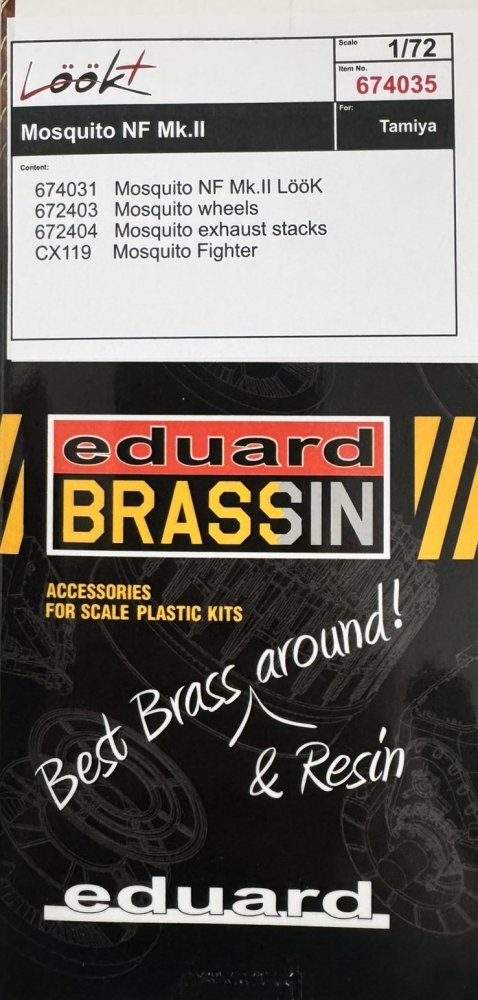 Löök+
Scale
1/72
Item No.
674035
Mosquito NF Mk.II
For:
Tamiya
Content:
674031 Mosquito NF Mk.II LööK
672403 Mosquito wheels
672404 Mosquito exhaust stacks
CX119 Mosquito Fighter
eduard
BRASSIN
ACCESSORIES
FOR SCALE PLASTIC KITS
Best Brass around!
& Resin
eduard